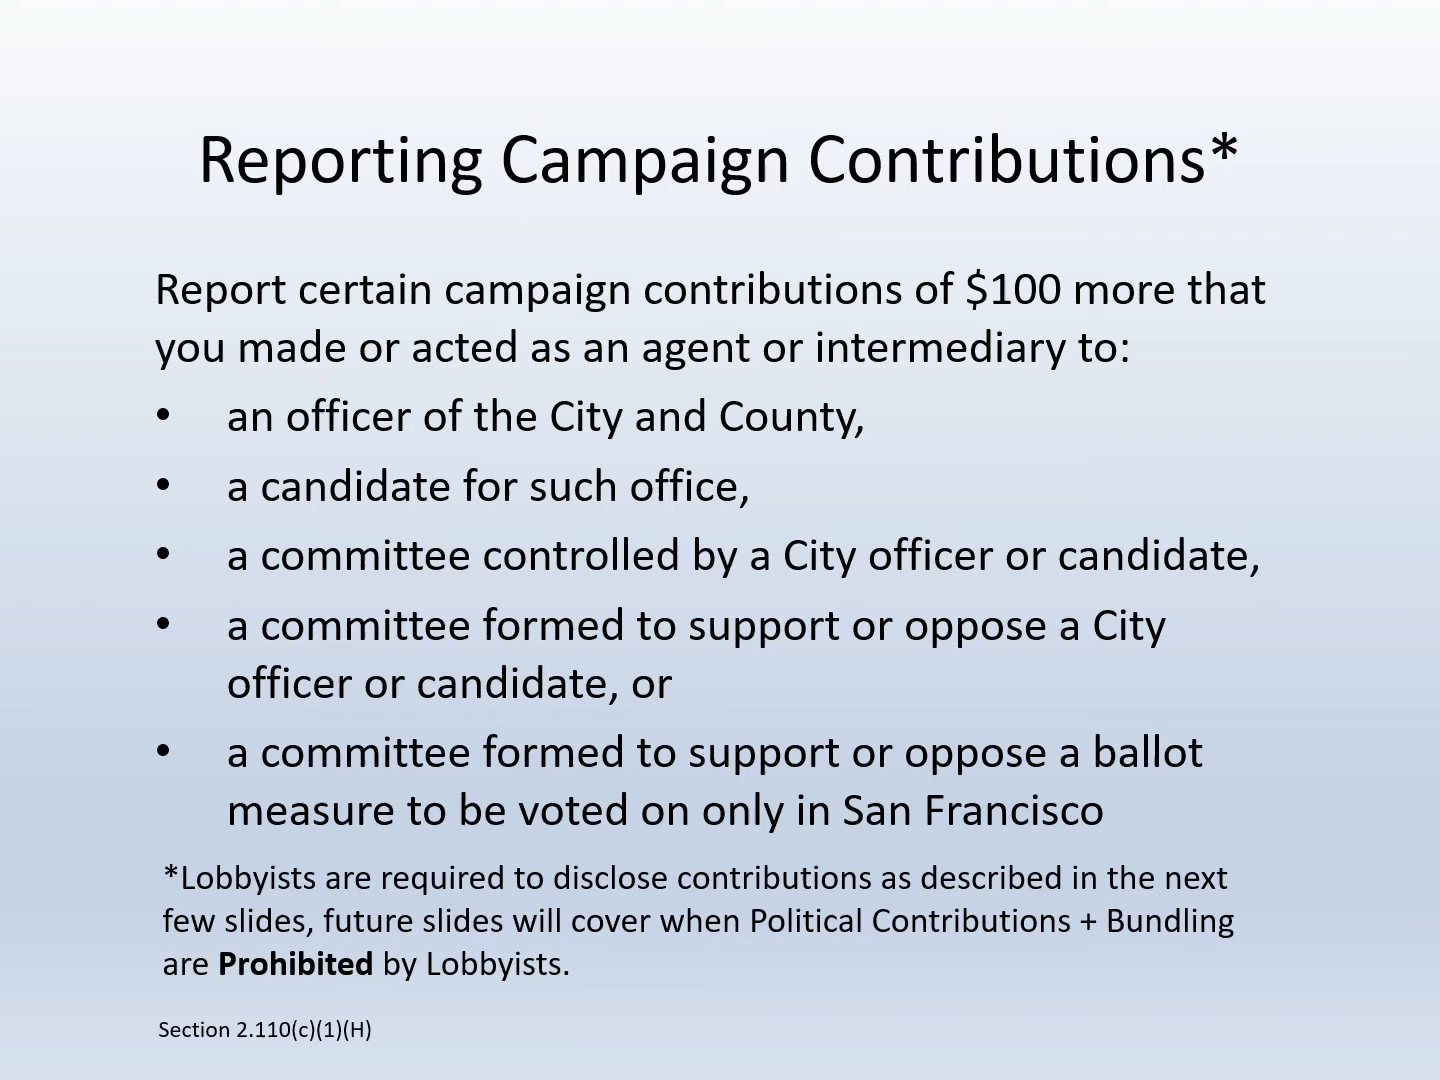 Reporting Campaign Contributions*
Report certain campaign contributions of $100 more that
you made or acted as an agent or intermediary to:
• an officer of the City and County,
• a candidate for such office,
• a committee controlled by a City officer or candidate,
• a committee formed to support or oppose a City
officer or candidate, or
• a committee formed to support or oppose a ballot
measure to be voted on only in San Francisco
*Lobbyists are required to disclose contributions as described in the next
few slides, future slides will cover when Political Contributions + Bundling
are Prohibited by Lobbyists.
Section 2.110(c)(1)(H)